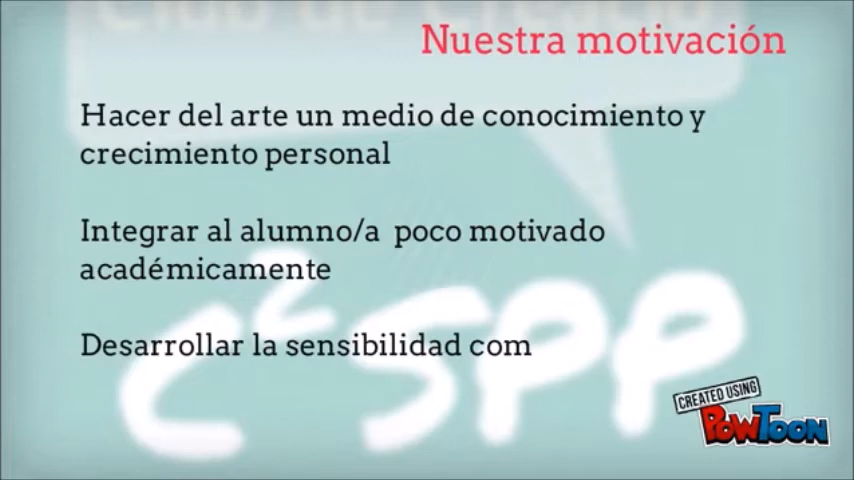 Nuestra motivación
Hacer del arte un medio de conocimiento y
crecimiento personal
Integrar al alumno/a poco motivado
académicamente
Desarrollar la sensibilidad com
C²SPP
CREATED USING
POWTOON